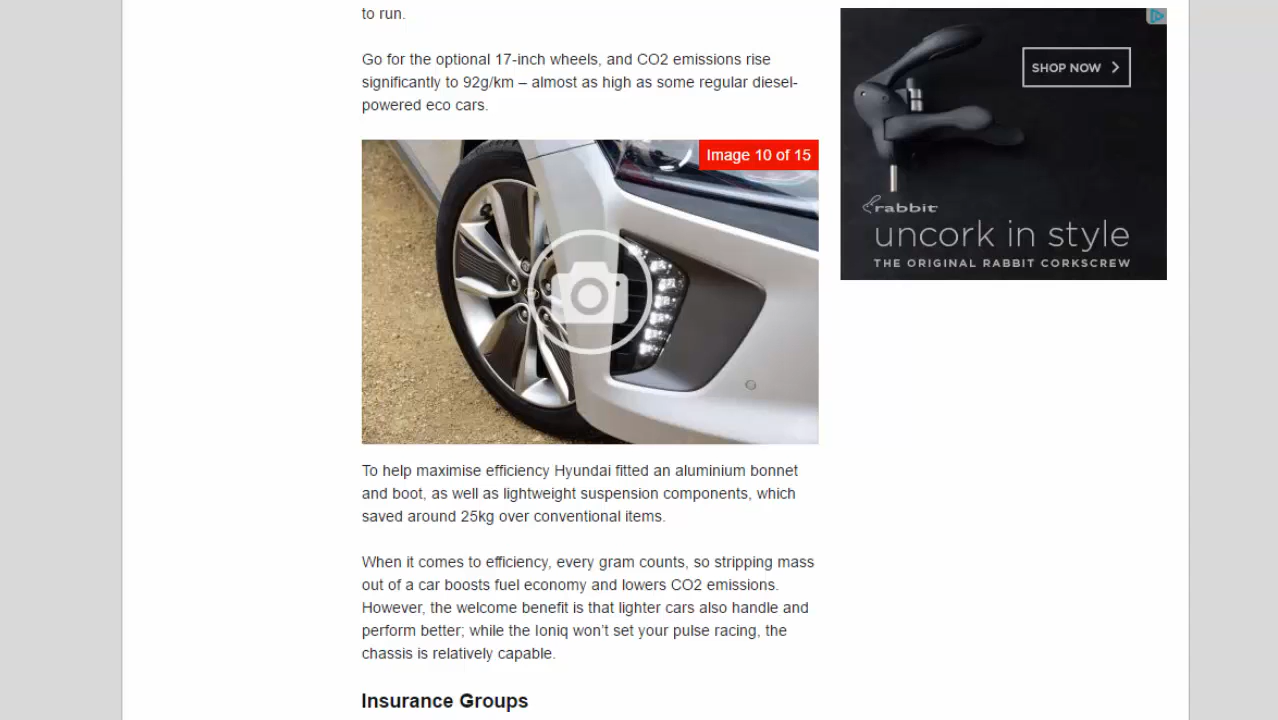 to run.
Go for the optional 17-inch wheels, and CO2 emissions rise
significantly to 92g/km – almost as high as some regular diesel-
powered eco cars.
Image 10 of 15
To help maximise efficiency Hyundai fitted an aluminium bonnet
and boot, as well as lightweight suspension components, which
saved around 25kg over conventional items.
When it comes to efficiency, every gram counts, so stripping mass
out of a car boosts fuel economy and lowers CO2 emissions.
However, the welcome benefit is that lighter cars also handle and
perform better; while the Ioniq won’t set your pulse racing, the
chassis is relatively capable.
Insurance Groups
SHOP NOW
rabbit
uncork in style
THE ORIGINAL RABBIT CORKSCREW